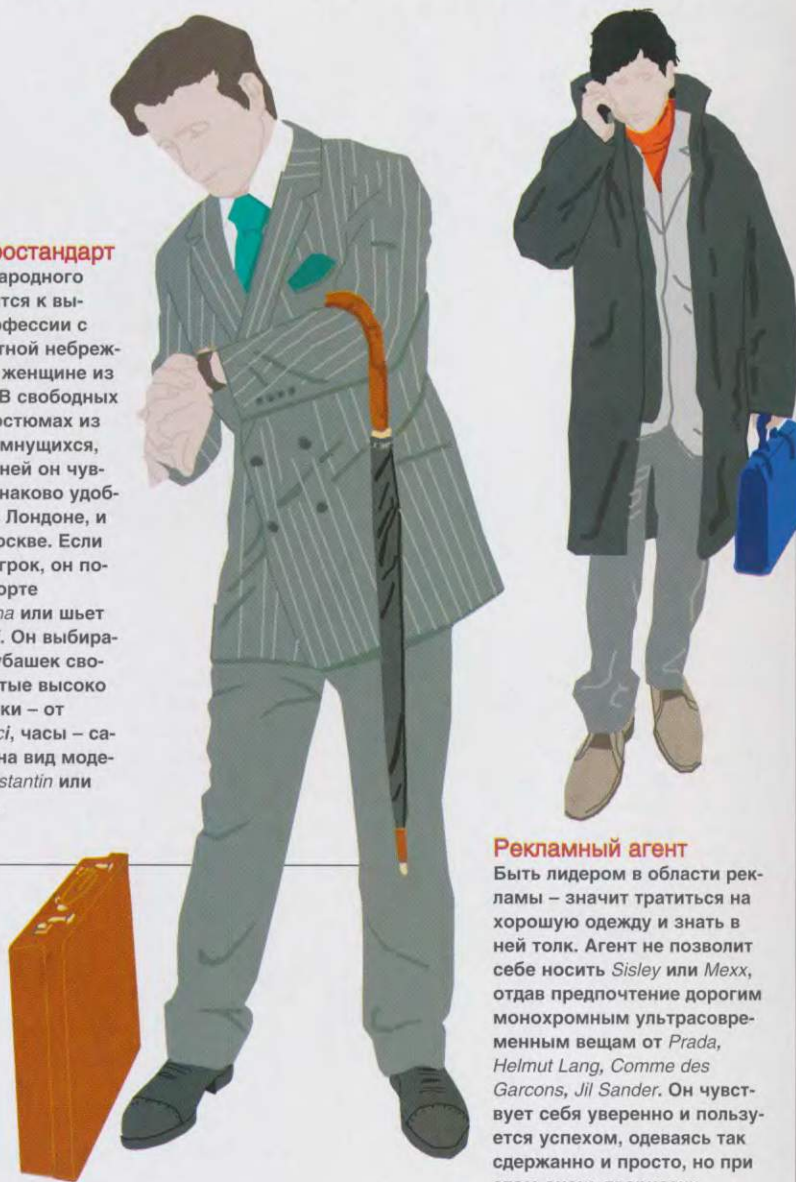 ростандарт
ародного
тся к вы-
офессии с
тной небреж-
женщине из
В свободных
остюмах из
мнущихся,
ней он чув-
наково удоб-
Лондоне, и
оскве. Если
грок, он по-
орте
na или шьет
. Он выбира-
убашек сво-
тые высоко
ки – от
ci, часы – са-
на вид моде-
nstantin или
Рекламный агент
Быть лидером в области рек-
ламы – значит тратиться на
хорошую одежду и знать в
ней толк. Агент не позволит
себе носить Sisley или Mexx,
отдав предпочтение дорогим
монохромным ультрасовре-
менным вещам от Prada,
Helmut Lang, Comme des
Garcons, Jil Sander. Он чувст-
вует себя уверенно и пользу-
ется успехом, одеваясь так
сдержанно и просто, но при